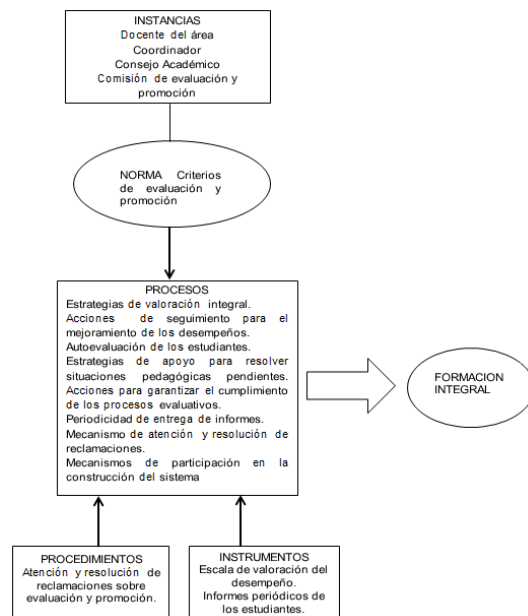 INSTANCIAS
Docente del área
Coordinador
Consejo Académico
Comisión de evaluación y
promoción
NORMA Criterios
de evaluación y
promoción
PROCESOS
Estrategias de valoración integral.
Acciones de seguimiento para el
mejoramiento de los desempeños.
Autoevaluación de los estudiantes.
Estrategias de apoyo para resolver
situaciones pedagógicas pendientes.
Acciones para garantizar el cumplimiento
de los procesos evaluativos.
Periodicidad de entrega de informes.
Mecanismo de atención y resolución de
reclamaciones.
Mecanismos de participación en la
construcción del sistema
FORMACION
INTEGRAL
PROCEDIMIENTOS
Atención y resolución de
reclamaciones sobre
evaluación y promoción.
INSTRUMENTOS
Escala de valoración del
desempeño.
Informes periódicos de
los estudiantes.